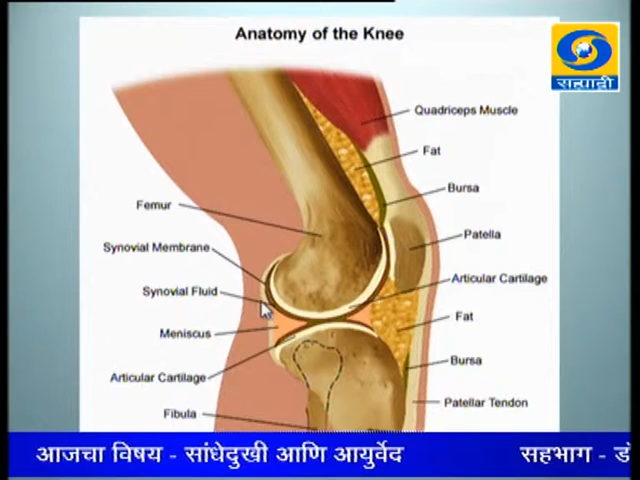 Anatomy of the Knee
सह्याद्री
Quadriceps Muscle
Fat
Bursa
Femur
Patella
Synovial Membrane
Articular Cartilage
Synovial Fluid
Fat
Meniscus
Bursa
Articular Cartilage
Patellar Tendon
Fibula
आजचा विषय - सांधेदुखी आणि आयुर्वेद सहभाग - डॉ